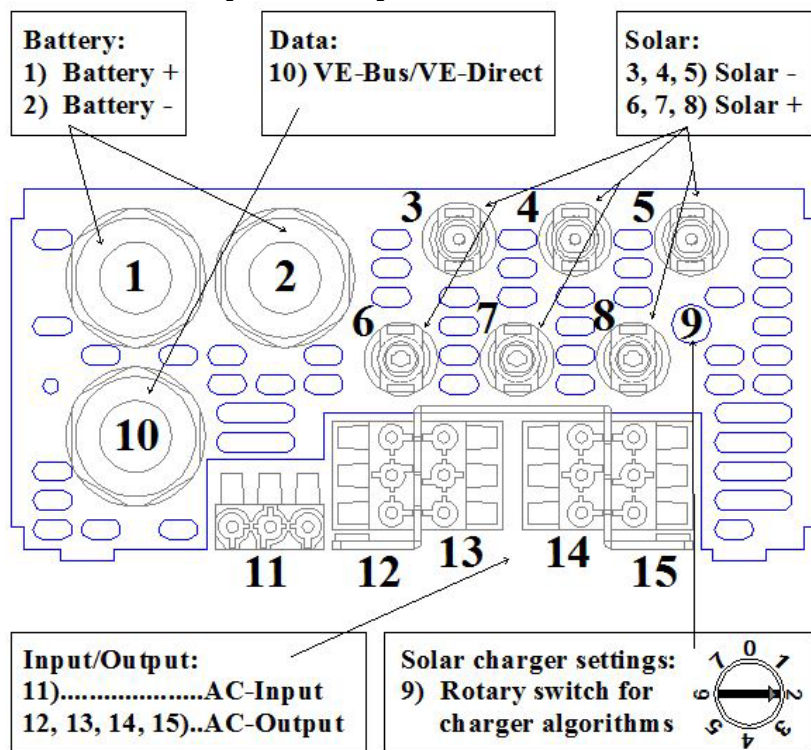 Battery:
1) Battery +
2) Battery -
Data:
10) VE-Bus/VE-Direct
Solar:
3, 4, 5) Solar -
6, 7, 8) Solar +
3 4 5
1 2
6 7 8 9
10
11 12 13 14 15
Input/Output:
11)....................AC-Input
12, 13, 14, 15)..AC-Output
Solar charger settings:
9) Rotary switch for
charger algorithms
0 1 2 3 4 5 6 7